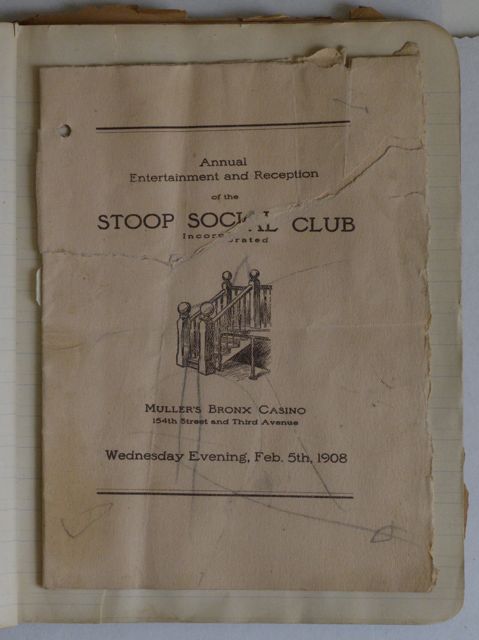 Annual
Entertainment and Reception
of the
STOOP SOCIAL CLUB
Incorporated
MULLER'S BRONX CASINO
154th Street and Third Avenue
Wednesday Evening, Feb. 5th, 1908